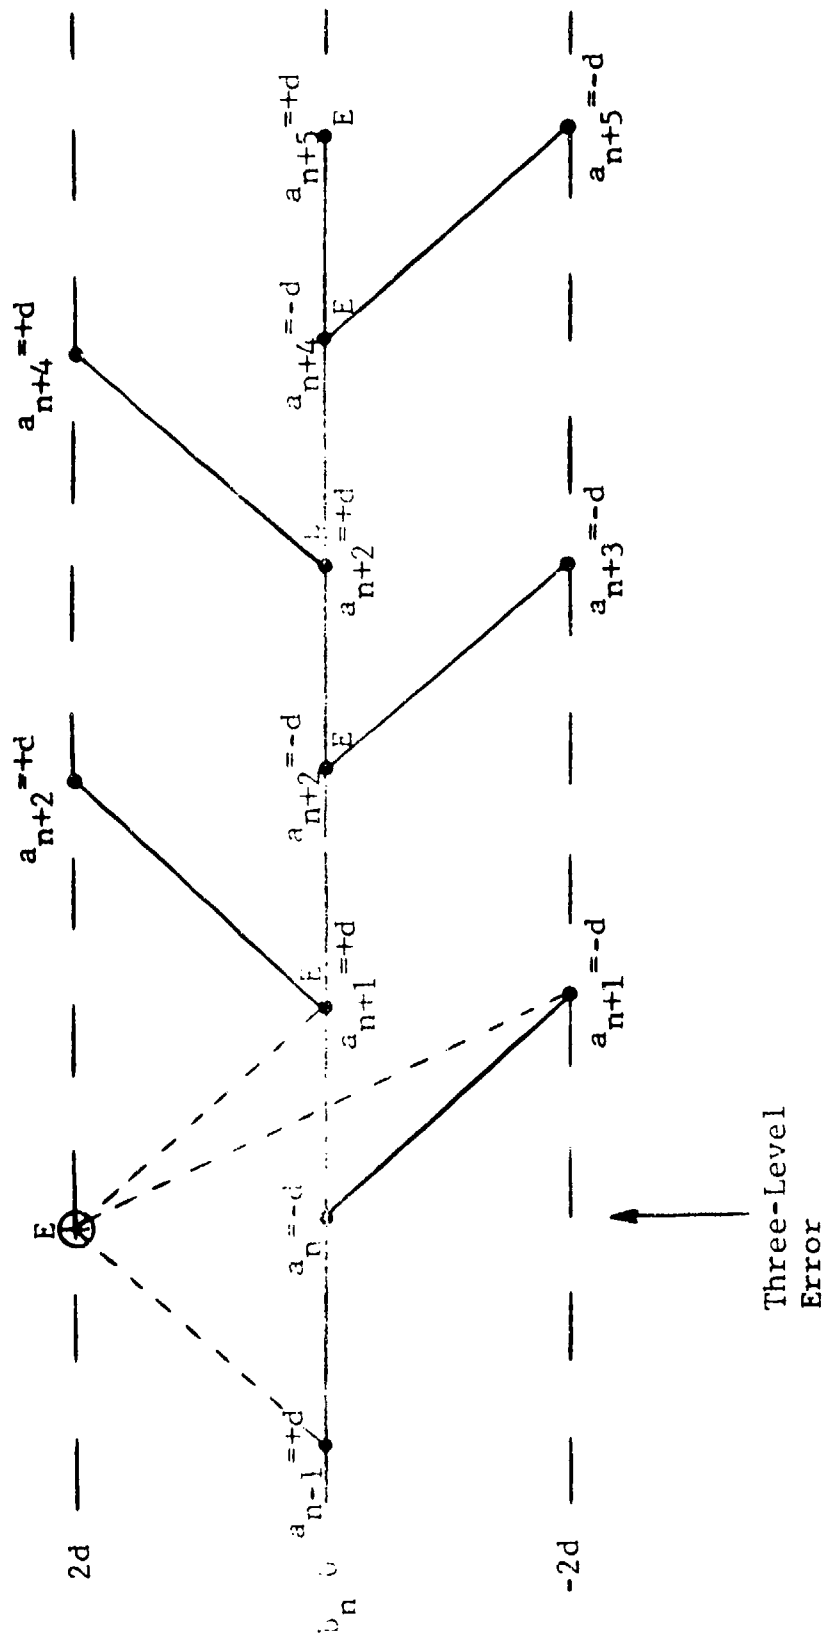 2d
a_{n+2}=+d
a_{n+4}=+d
E
b_n 0
a_{n-1}=+d
a_n=-d
E
a_{n+1}=+d
a_{n+2}=-d
E
a_{n+2}=+d
a_{n+4}=-d
E
a_{n+5}=+d
E
-2d
a_{n+1}=-d
a_{n+3}=-d
a_{n+5}=-d
Three-Level
Error